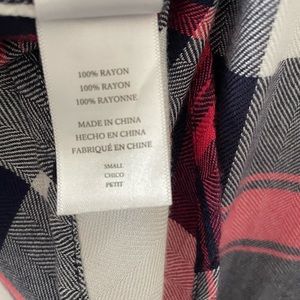 100% RAYON
100% RAYON
100% RAYONNE
MADE IN CHINA
HECHO EN CHINA
FABRIQUÉ EN CHINE
SMALL
CHICO
PETIT